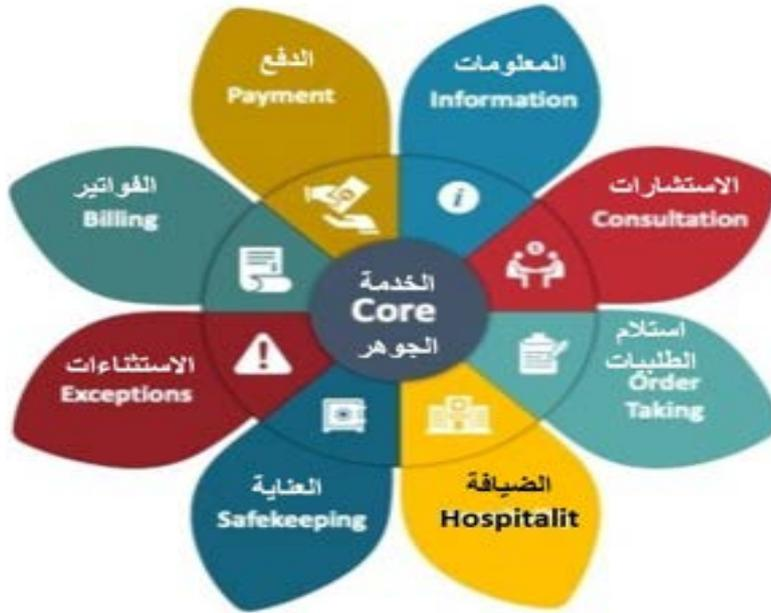 الدفع
Payment
المعلومات
Information
الفواتير
Billing
الاستشارات
Consultation
الخدمة
Core
الجوهر
استلام
الطلبيات
Order
Taking
الاستثناءات
Exceptions
العناية
Safekeeping
الضيافة
Hospitalit